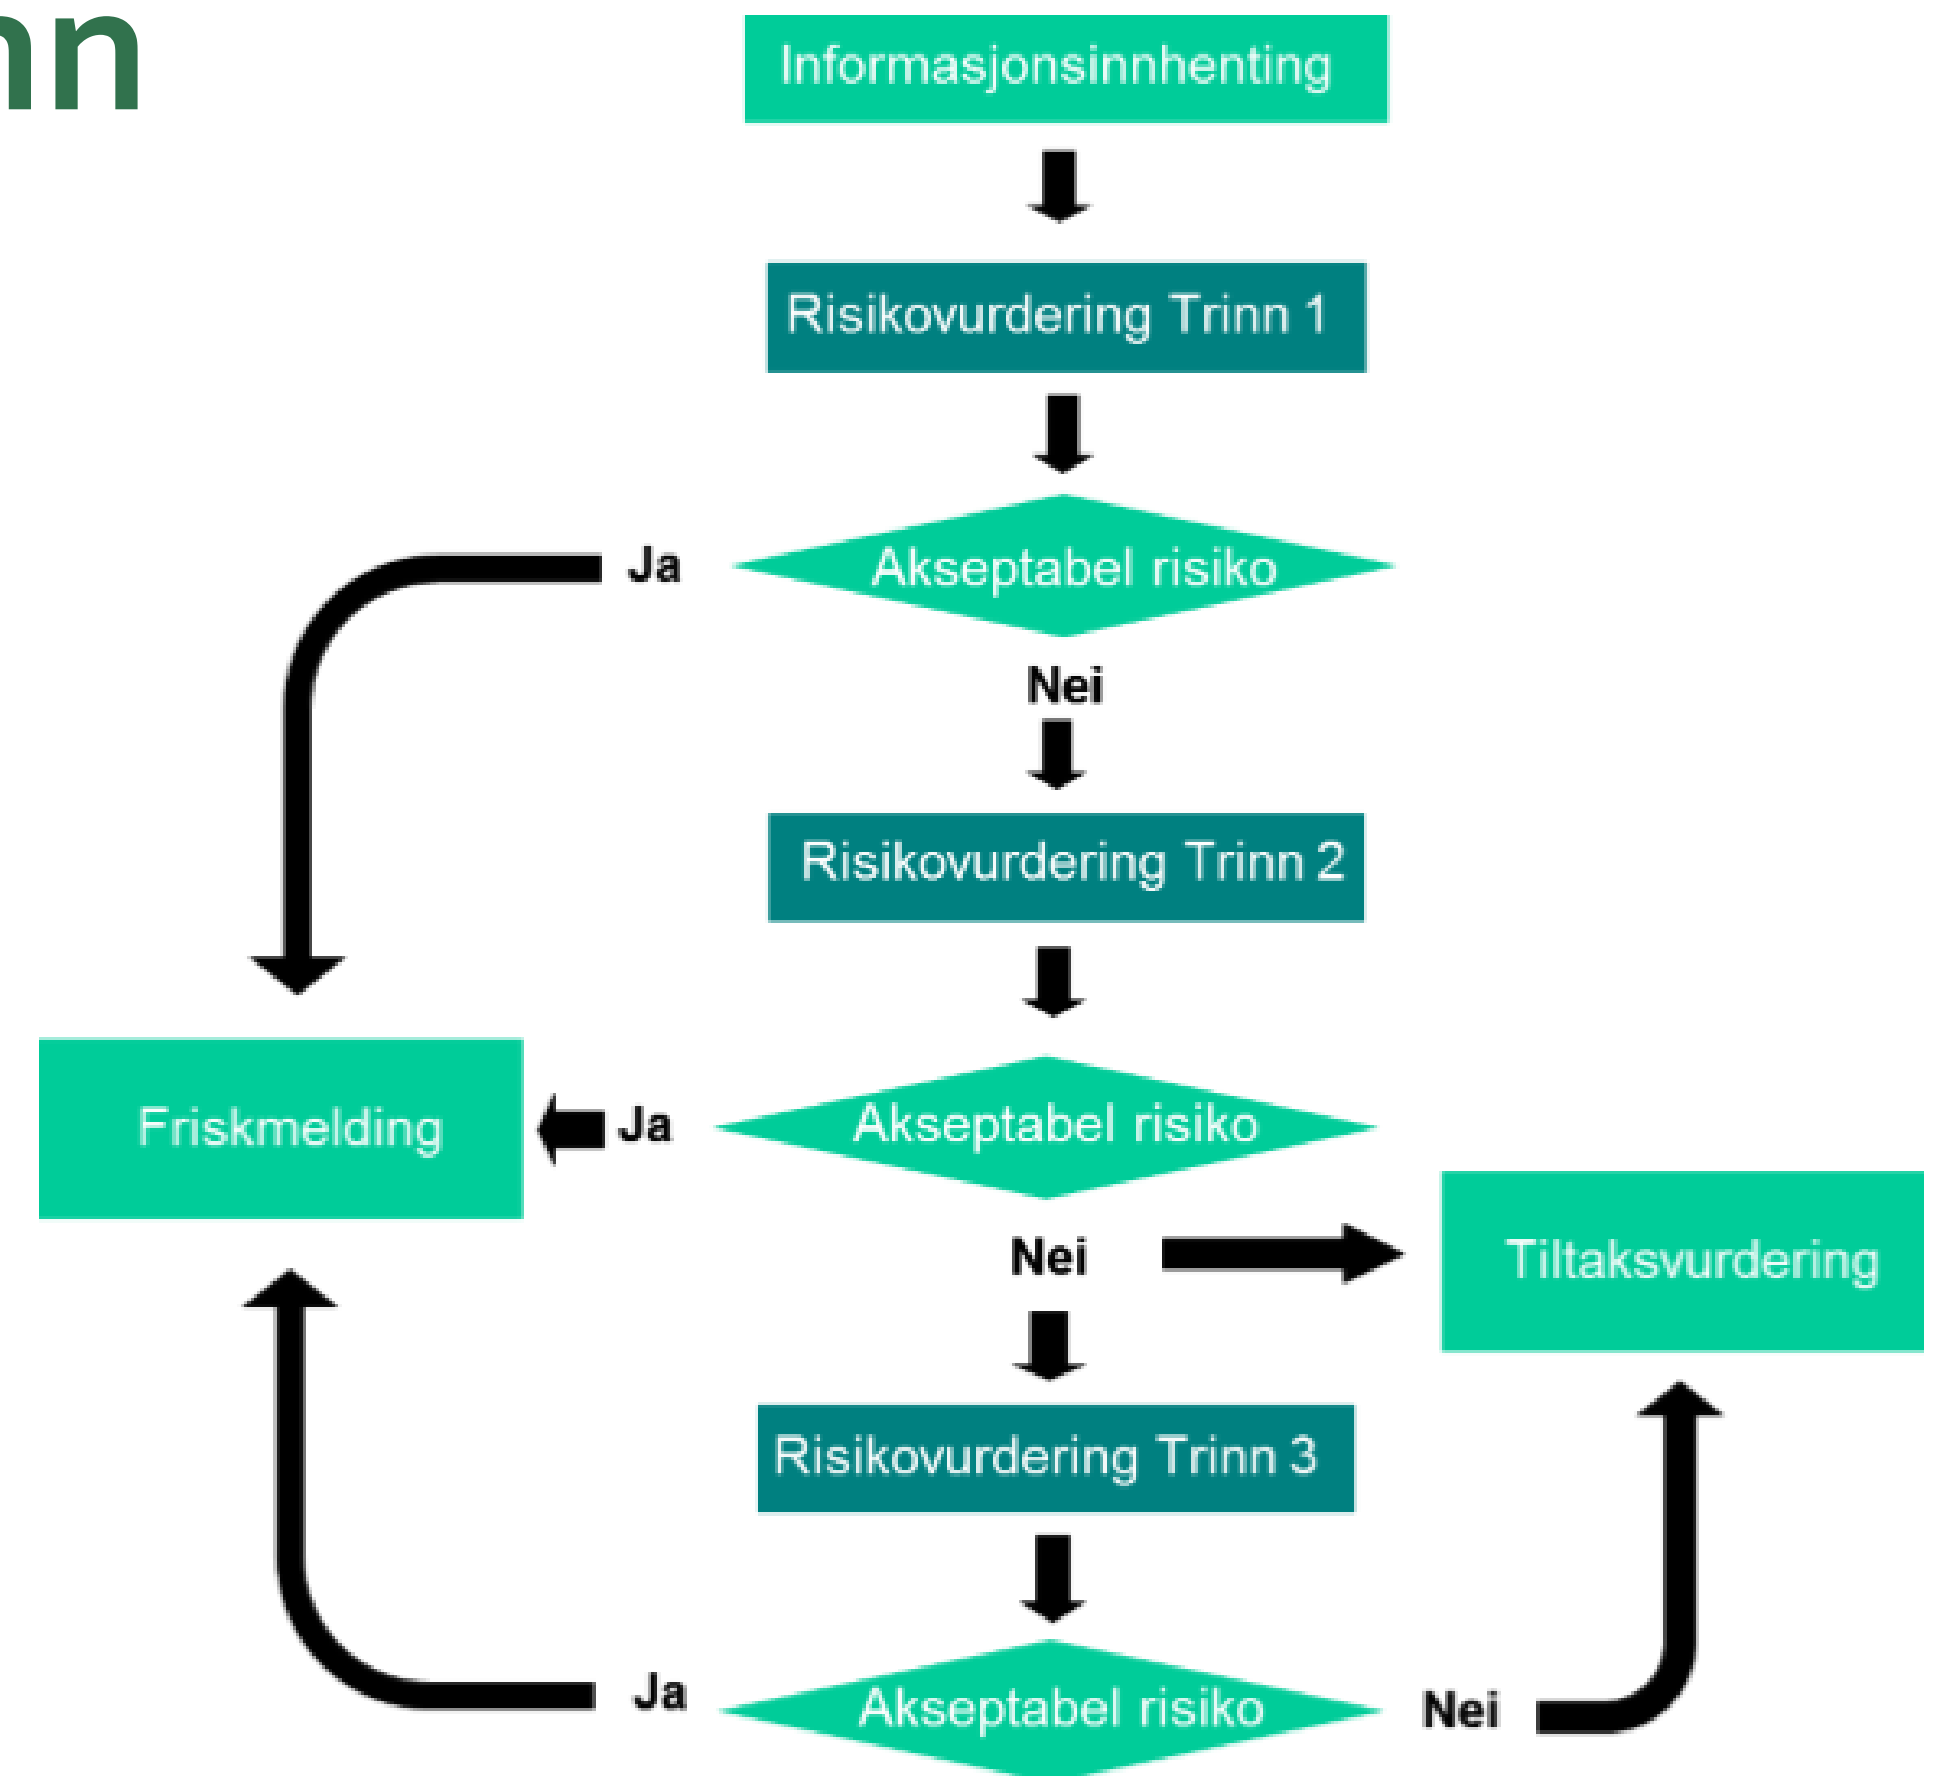 nn
Informasjonsinnhenting
Risikovurdering Trinn 1
Akseptabel risiko
Ja
Nei
Risikovurdering Trinn 2
Akseptabel risiko
Ja
Friskmelding
Nei
Tiltaksvurdering
Risikovurdering Trinn 3
Ja
Akseptabel risiko
Nei